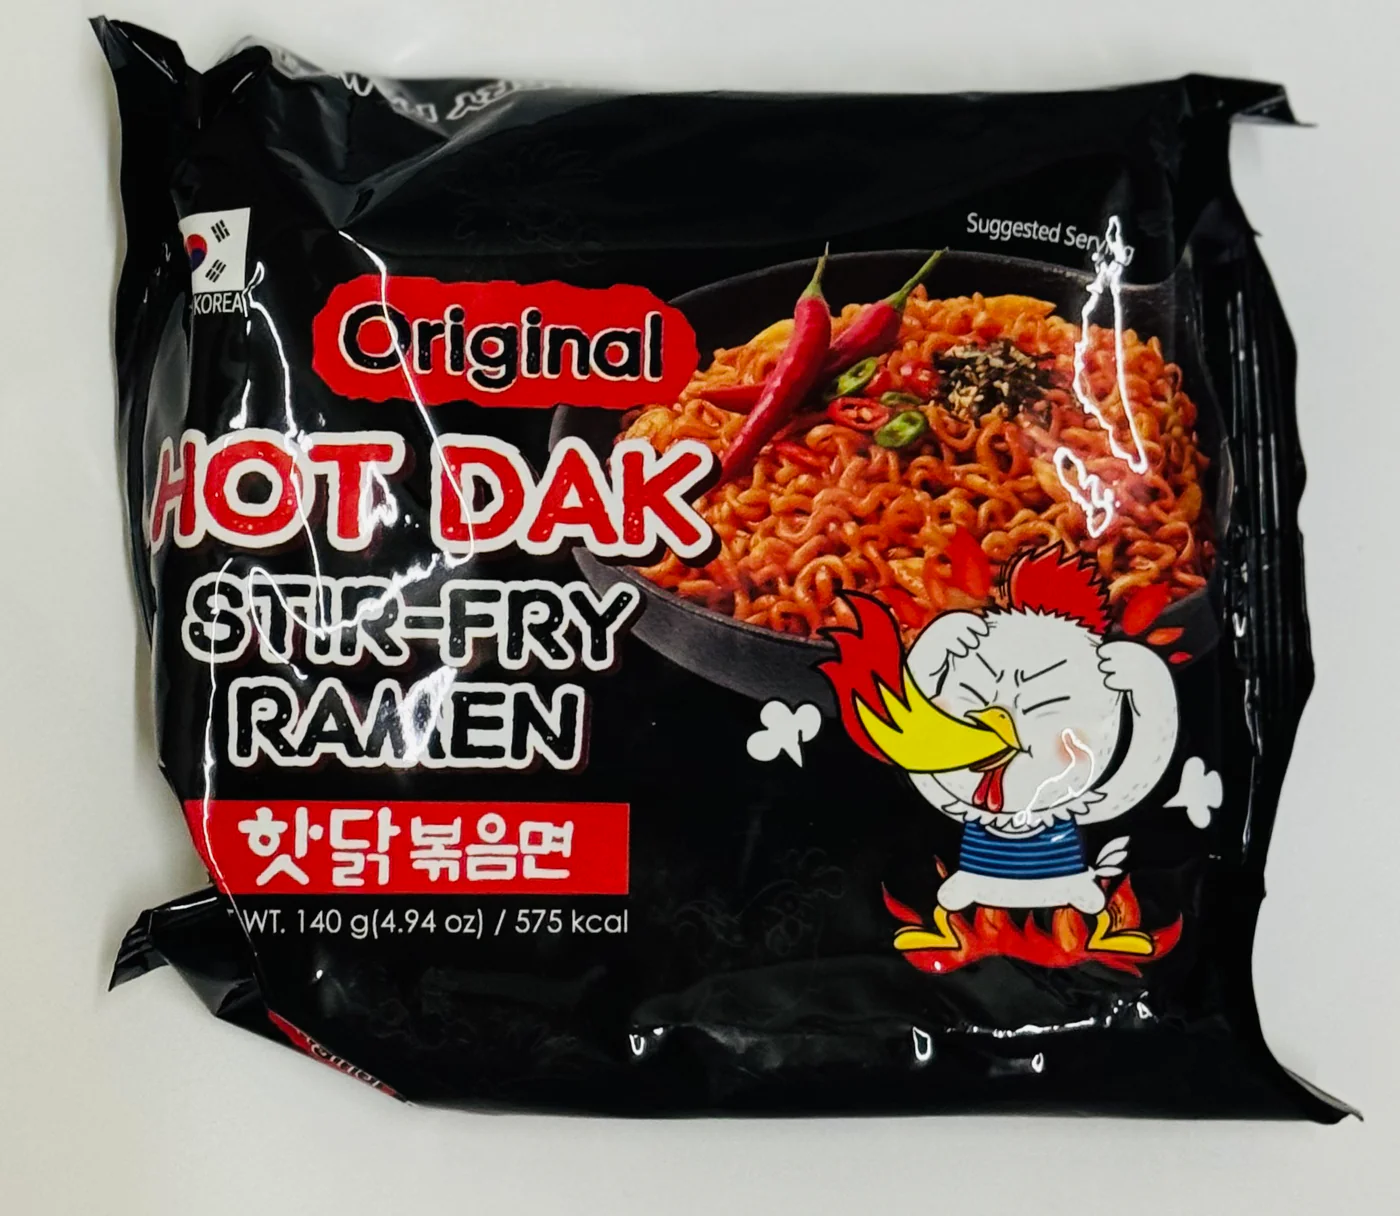 KOREA
Suggested
Original
HOT DAK
STIR-FRY
RAMEN
핫닭볶음면
WT. 140 g(4.94 oz) / 575 kcal